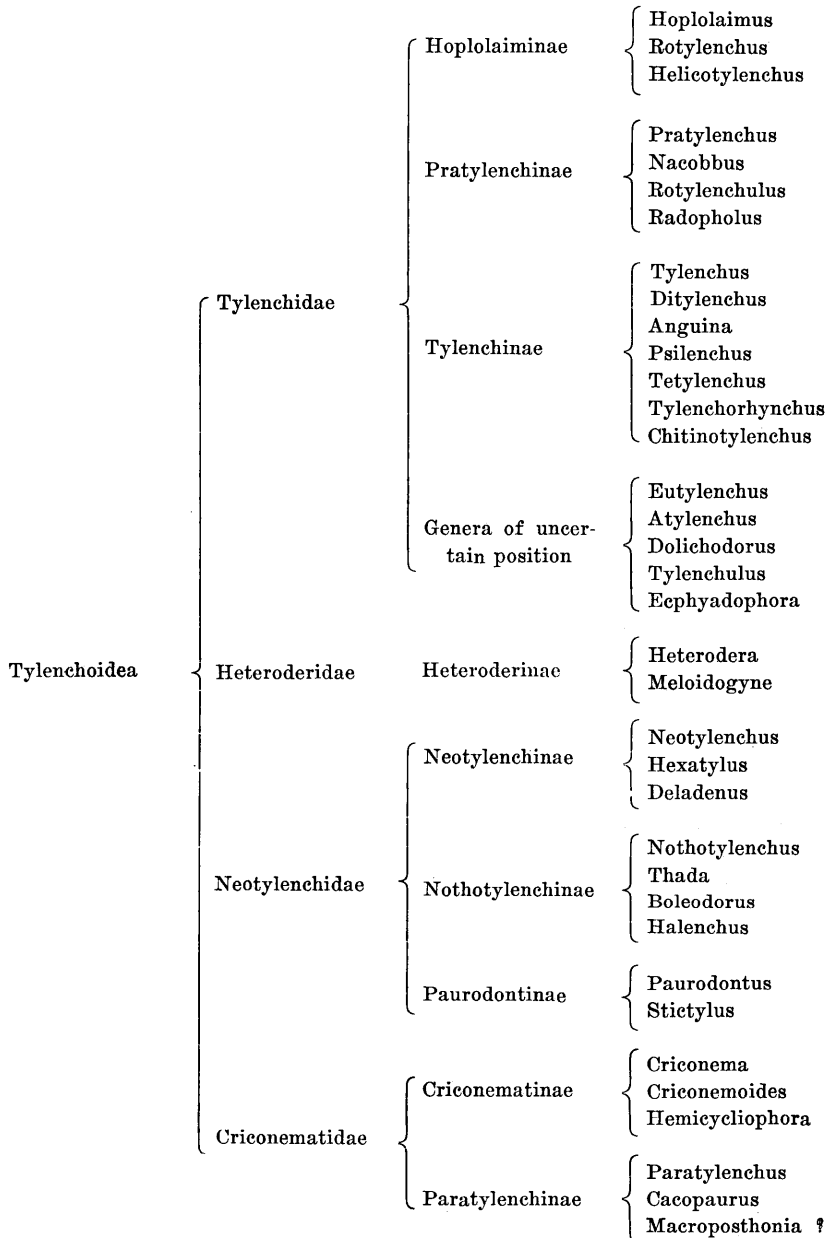 Tylenchoidea
Tylenchidae
Hoplolaiminae
Hoplolaimus
Rotylenchus
Helicotylenchus
Pratylenchinae
Pratylenchus
Nacobbus
Rotylenchulus
Radopholus
Tylenchinae
Tylenchus
Ditylenchus
Anguina
Psilenchus
Tetylenchus
Tylenchorhynchus
Chitinotylenchus
Genera of uncer-
tain position
Eutylenchus
Atylenchus
Dolichodorus
Tylenchulus
Ecphyadophora
Heteroderidae
Heteroderinae
Heterodera
Meloidogyne
Neotylenchidae
Neotylenchinae
Neotylenchus
Hexatylus
Deladenus
Nothotylenchinae
Nothotylenchus
Thada
Boleodorus
Halenchus
Paurodontinae
Paurodontus
Stictylus
Criconematidae
Criconematinae
Criconema
Criconemoides
Hemicycliophora
Paratylenchinae
Paratylenchus
Cacopaurus
Macroposthonia ?